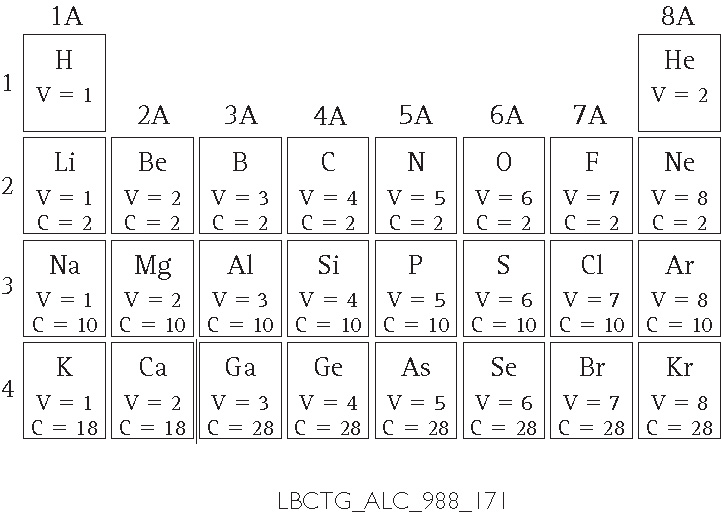 1A 8A
1 H He
V = 1 V = 2
2A 3A 4A 5A 6A 7A
2 Li Be B C N O F Ne
V = 1 V = 2 V = 3 V = 4 V = 5 V = 6 V = 7 V = 8
C = 2 C = 2 C = 2 C = 2 C = 2 C = 2 C = 2 C = 2
3 Na Mg Al Si P S Cl Ar
V = 1 V = 2 V = 3 V = 4 V = 5 V = 6 V = 7 V = 8
C = 10 C = 10 C = 10 C = 10 C = 10 C = 10 C = 10 C = 10
4 K Ca Ga Ge As Se Br Kr
V = 1 V = 2 V = 3 V = 4 V = 5 V = 6 V = 7 V = 8
C = 18 C = 18 C = 28 C = 28 C = 28 C = 28 C = 28 C = 28
LBCTG_ALC_988_171